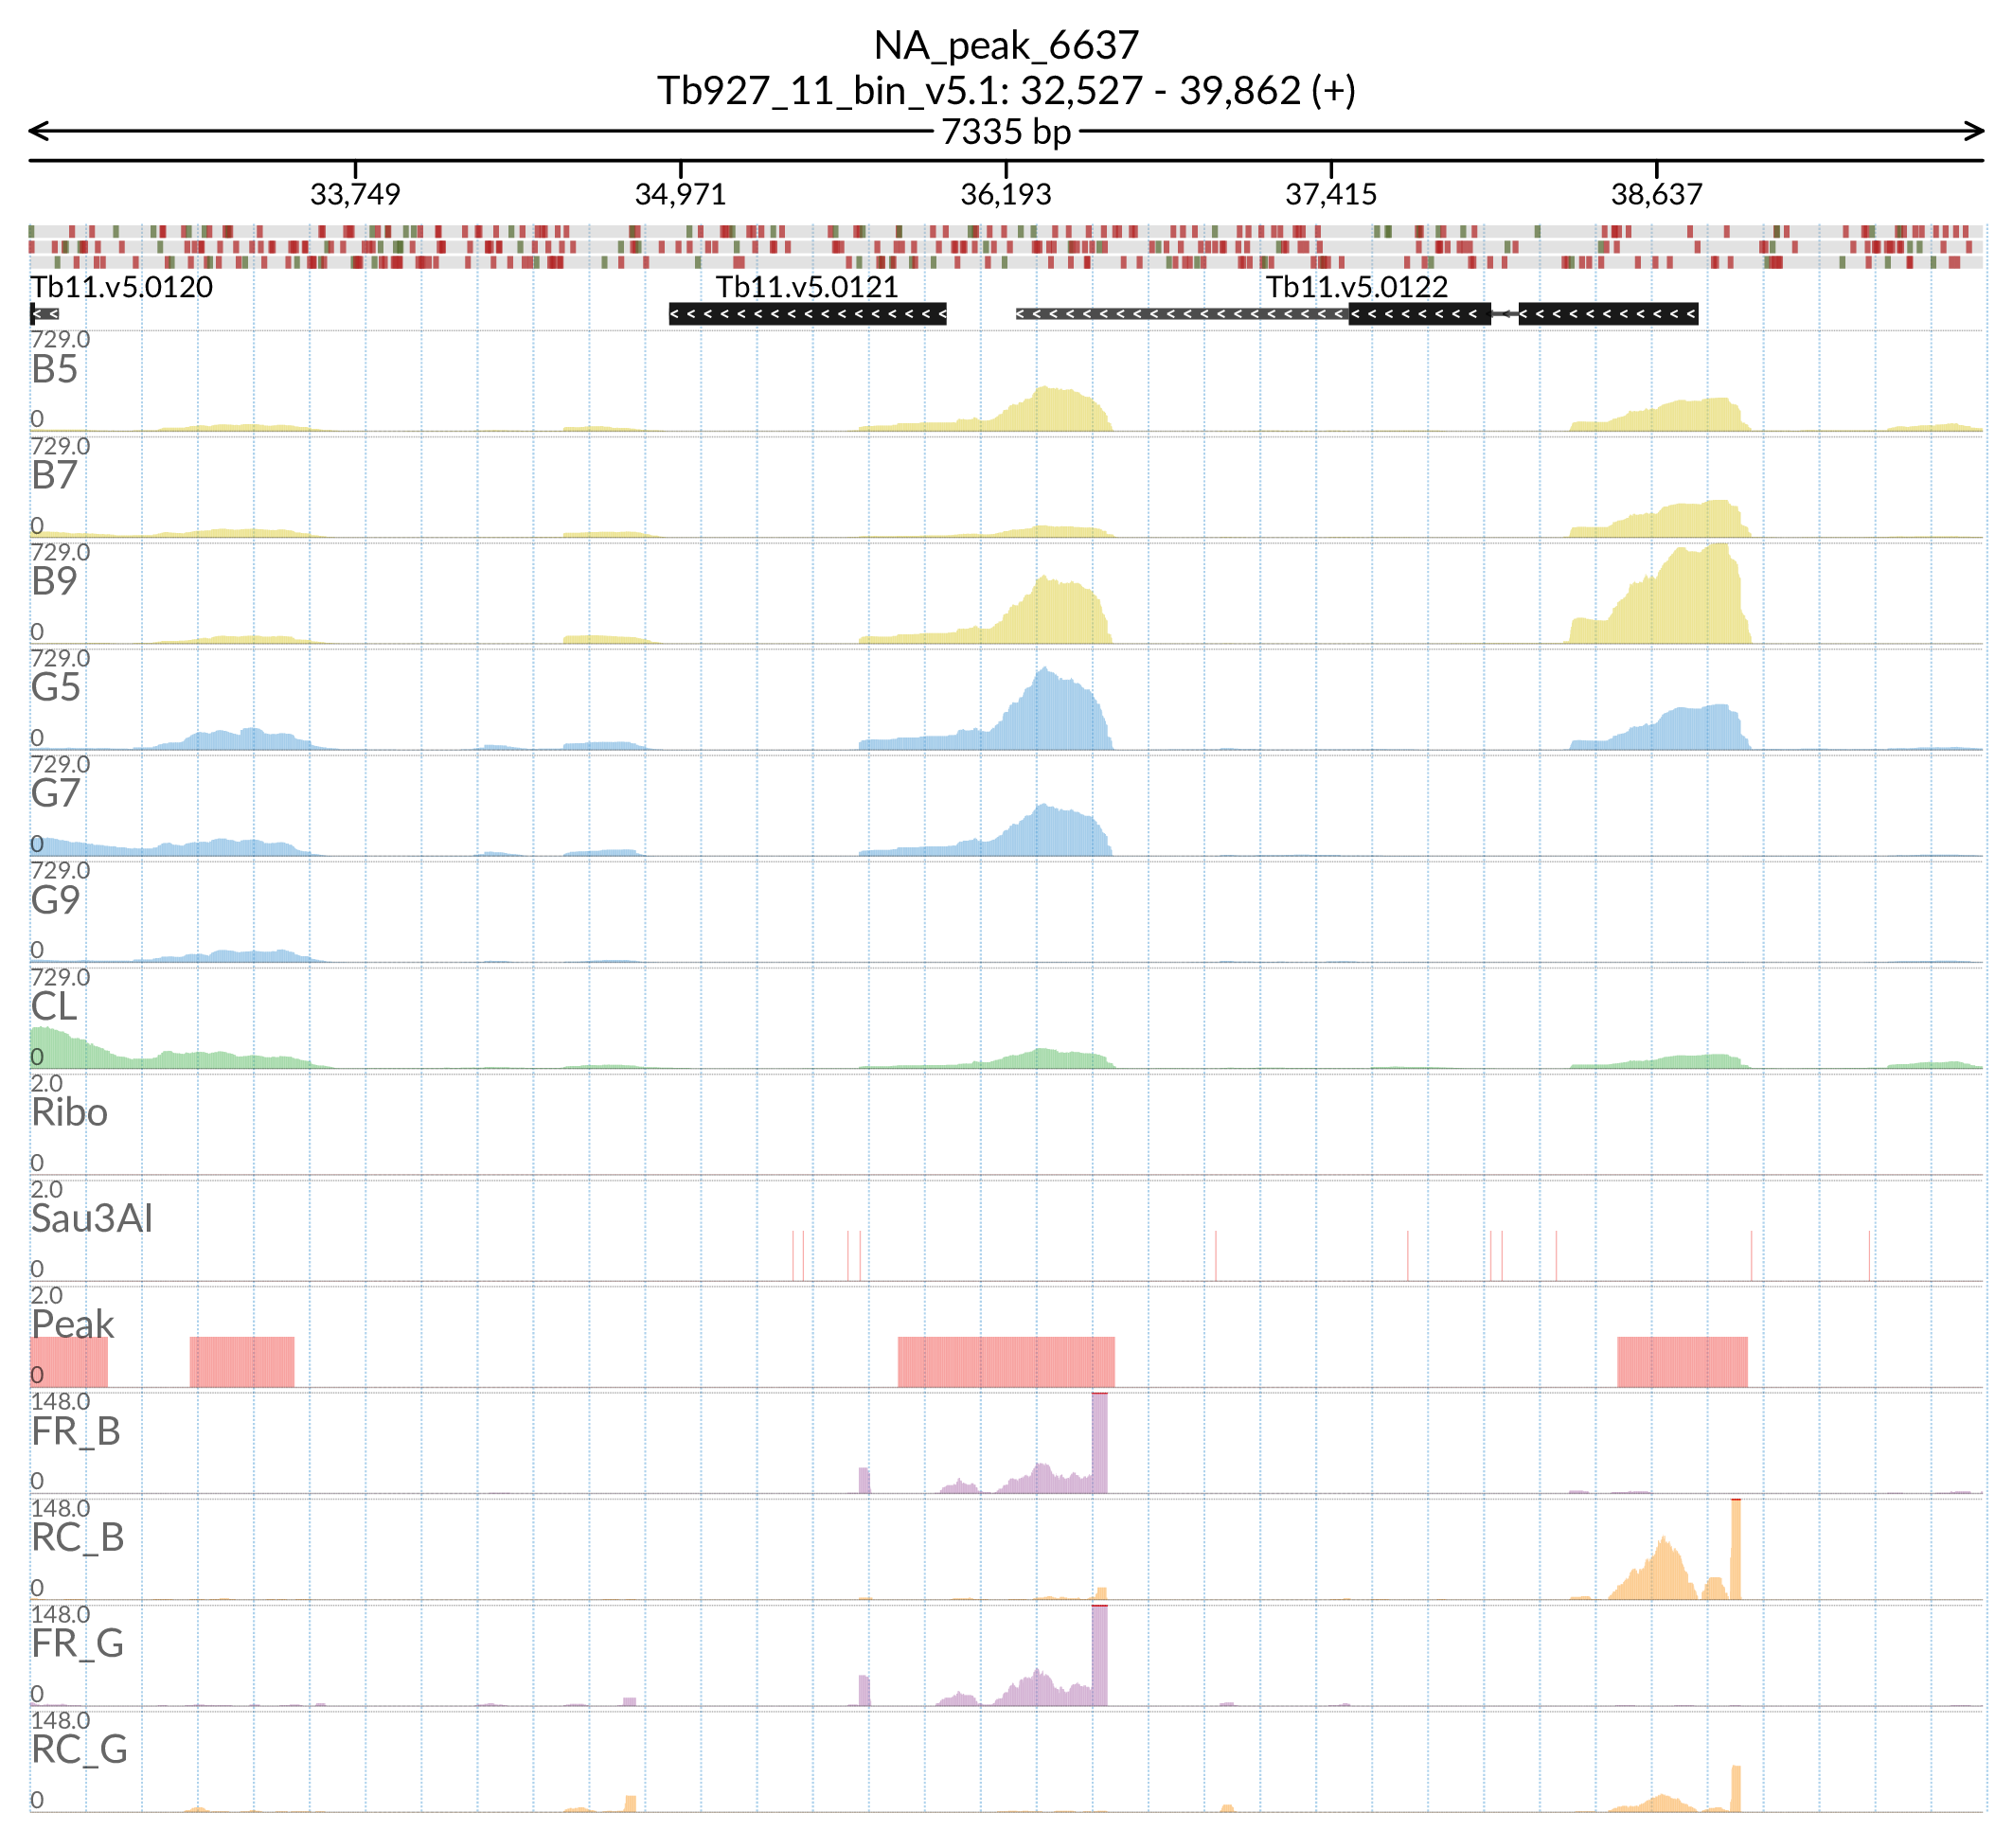 NA_peak_6637
Tb927_11_bin_v5.1: 32,527 - 39,862 (+)
7335 bp
33,749 34,971 36,193 37,415 38,637
Tb11.v5.0120 Tb11.v5.0121 Tb11.v5.0122
729.0
B5
0
729.0
B7
0
729.0
B9
0
729.0
G5
0
729.0
G7
0
729.0
G9
0
729.0
CL
0
2.0
Ribo
0
2.0
Sau3AI
0
2.0
Peak
0
148.0
FR_B
0
148.0
RC_B
0
148.0
FR_G
0
148.0
RC_G
0